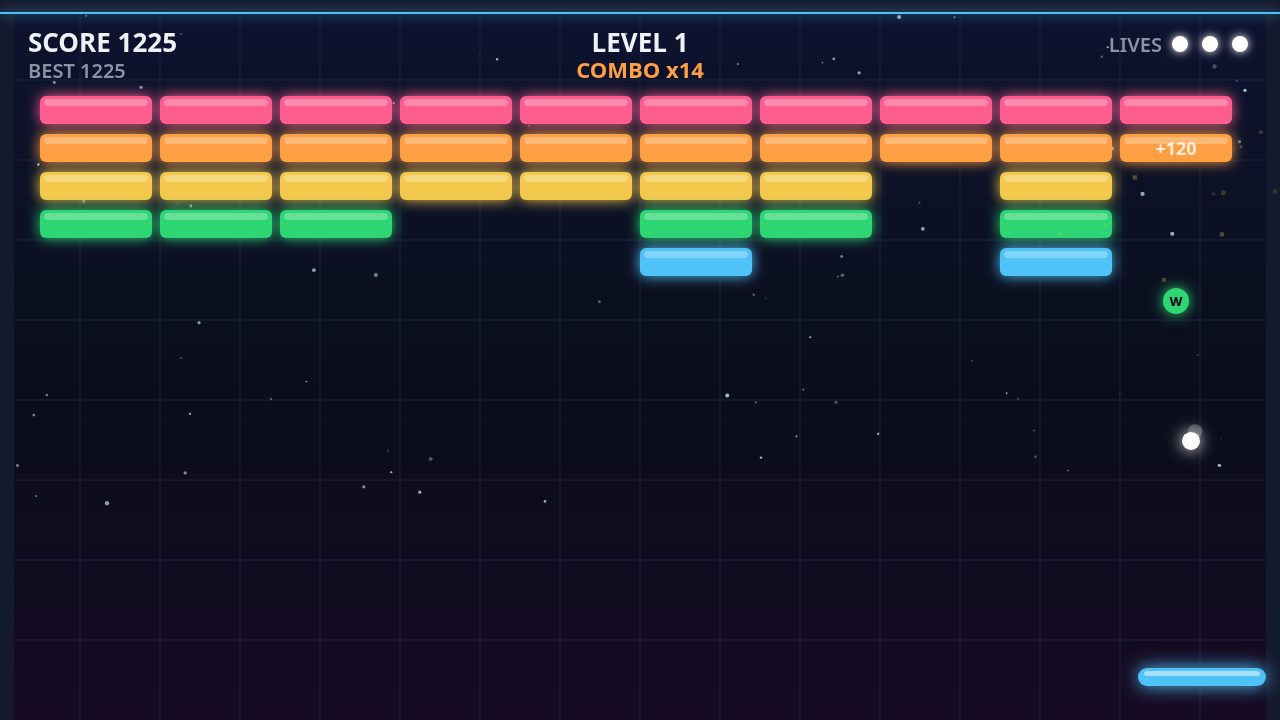 SCORE 1225
BEST 1225
LEVEL 1
COMBO x14
LIVES
+120
W